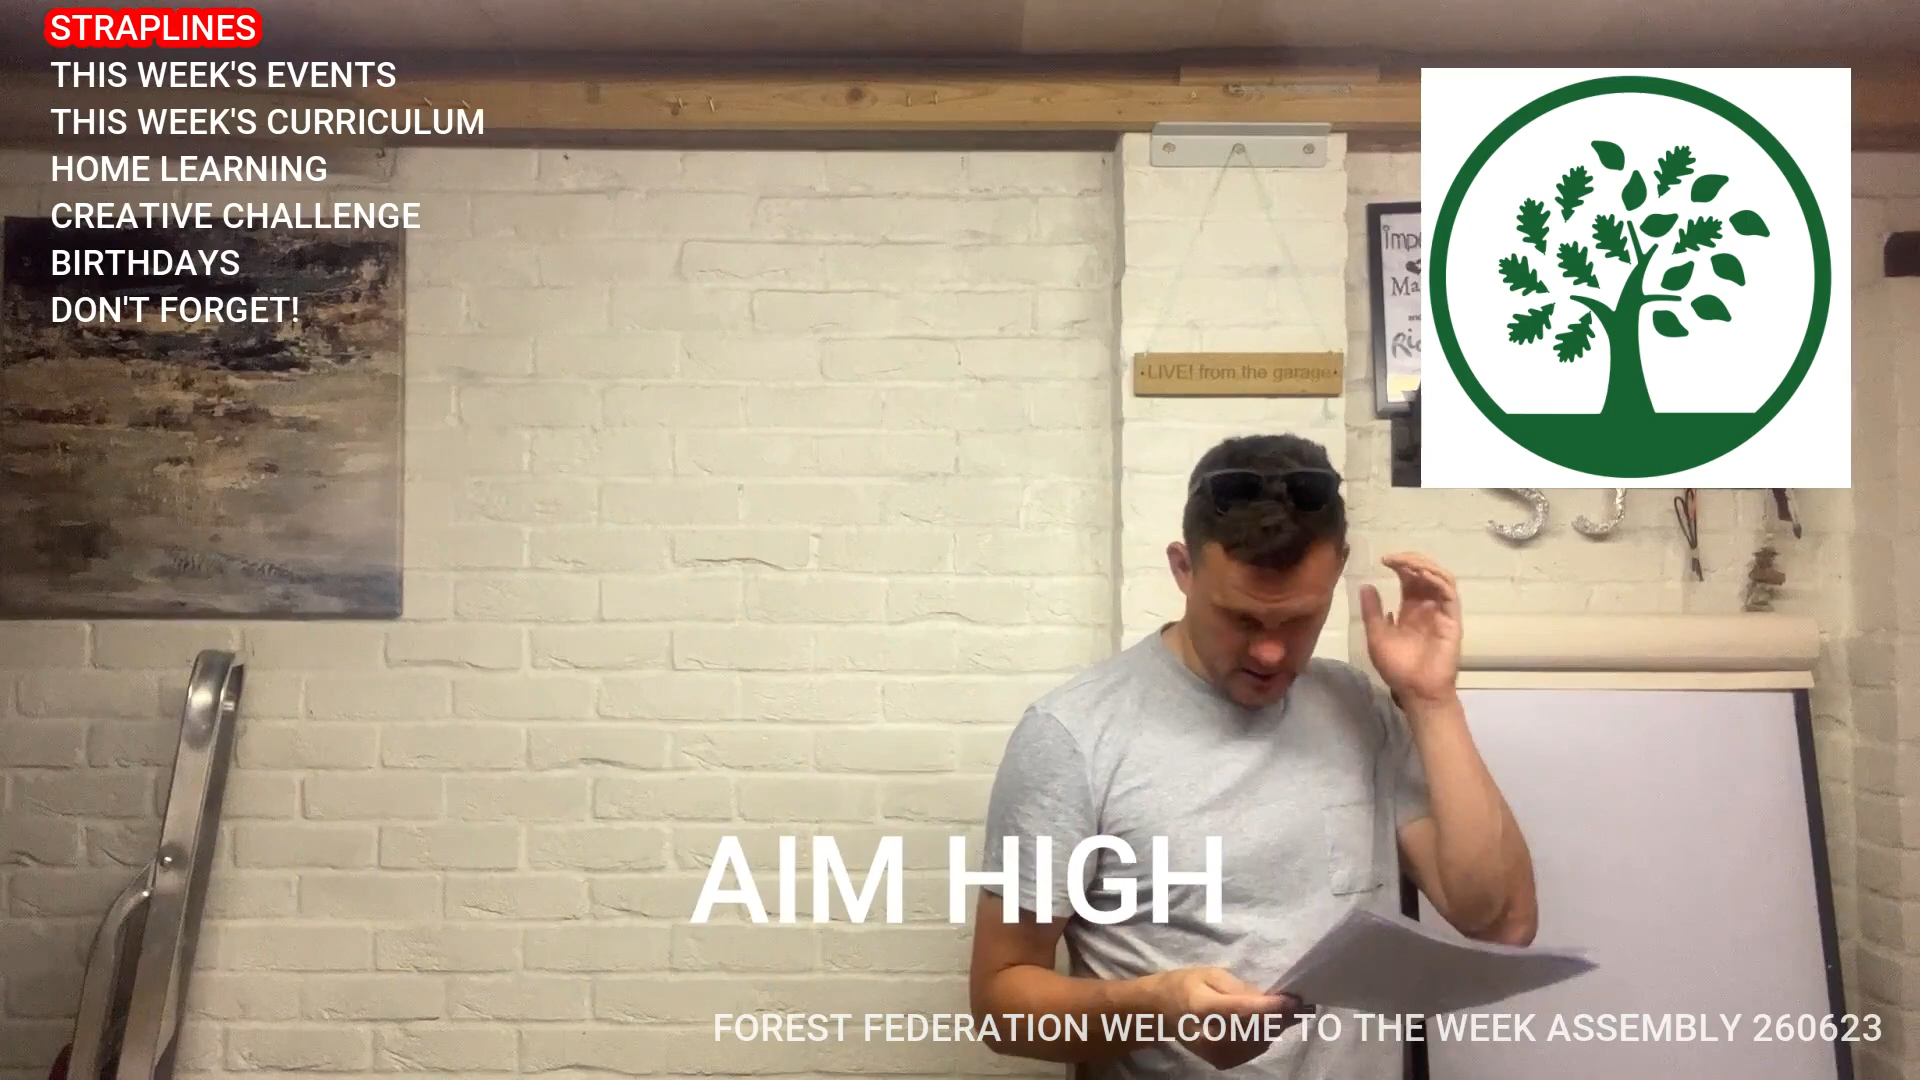 STRAPLINES
THIS WEEK'S EVENTS
THIS WEEK'S CURRICULUM
HOME LEARNING
CREATIVE CHALLENGE
BIRTHDAYS
DON'T FORGET!
•LIVE! from the garage•
AIM HIGH
FOREST FEDERATION WELCOME TO THE WEEK ASSEMBLY 260623